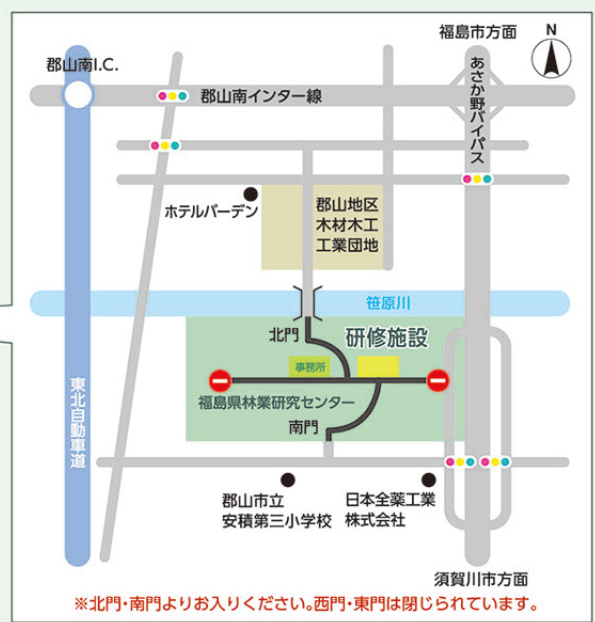 福島市方面
N
郡山南I.C.
あさか野バイパス
郡山南インター線
ホテルバーデン
郡山地区
木材木工
工業団地
笹原川
北門
研修施設
事務所
福島県林業研究センター
南門
東北自動車道
郡山市立
安積第三小学校
日本全薬工業
株式会社
須賀川市方面
※北門・南門よりお入りください。西門・東門は閉じられています。